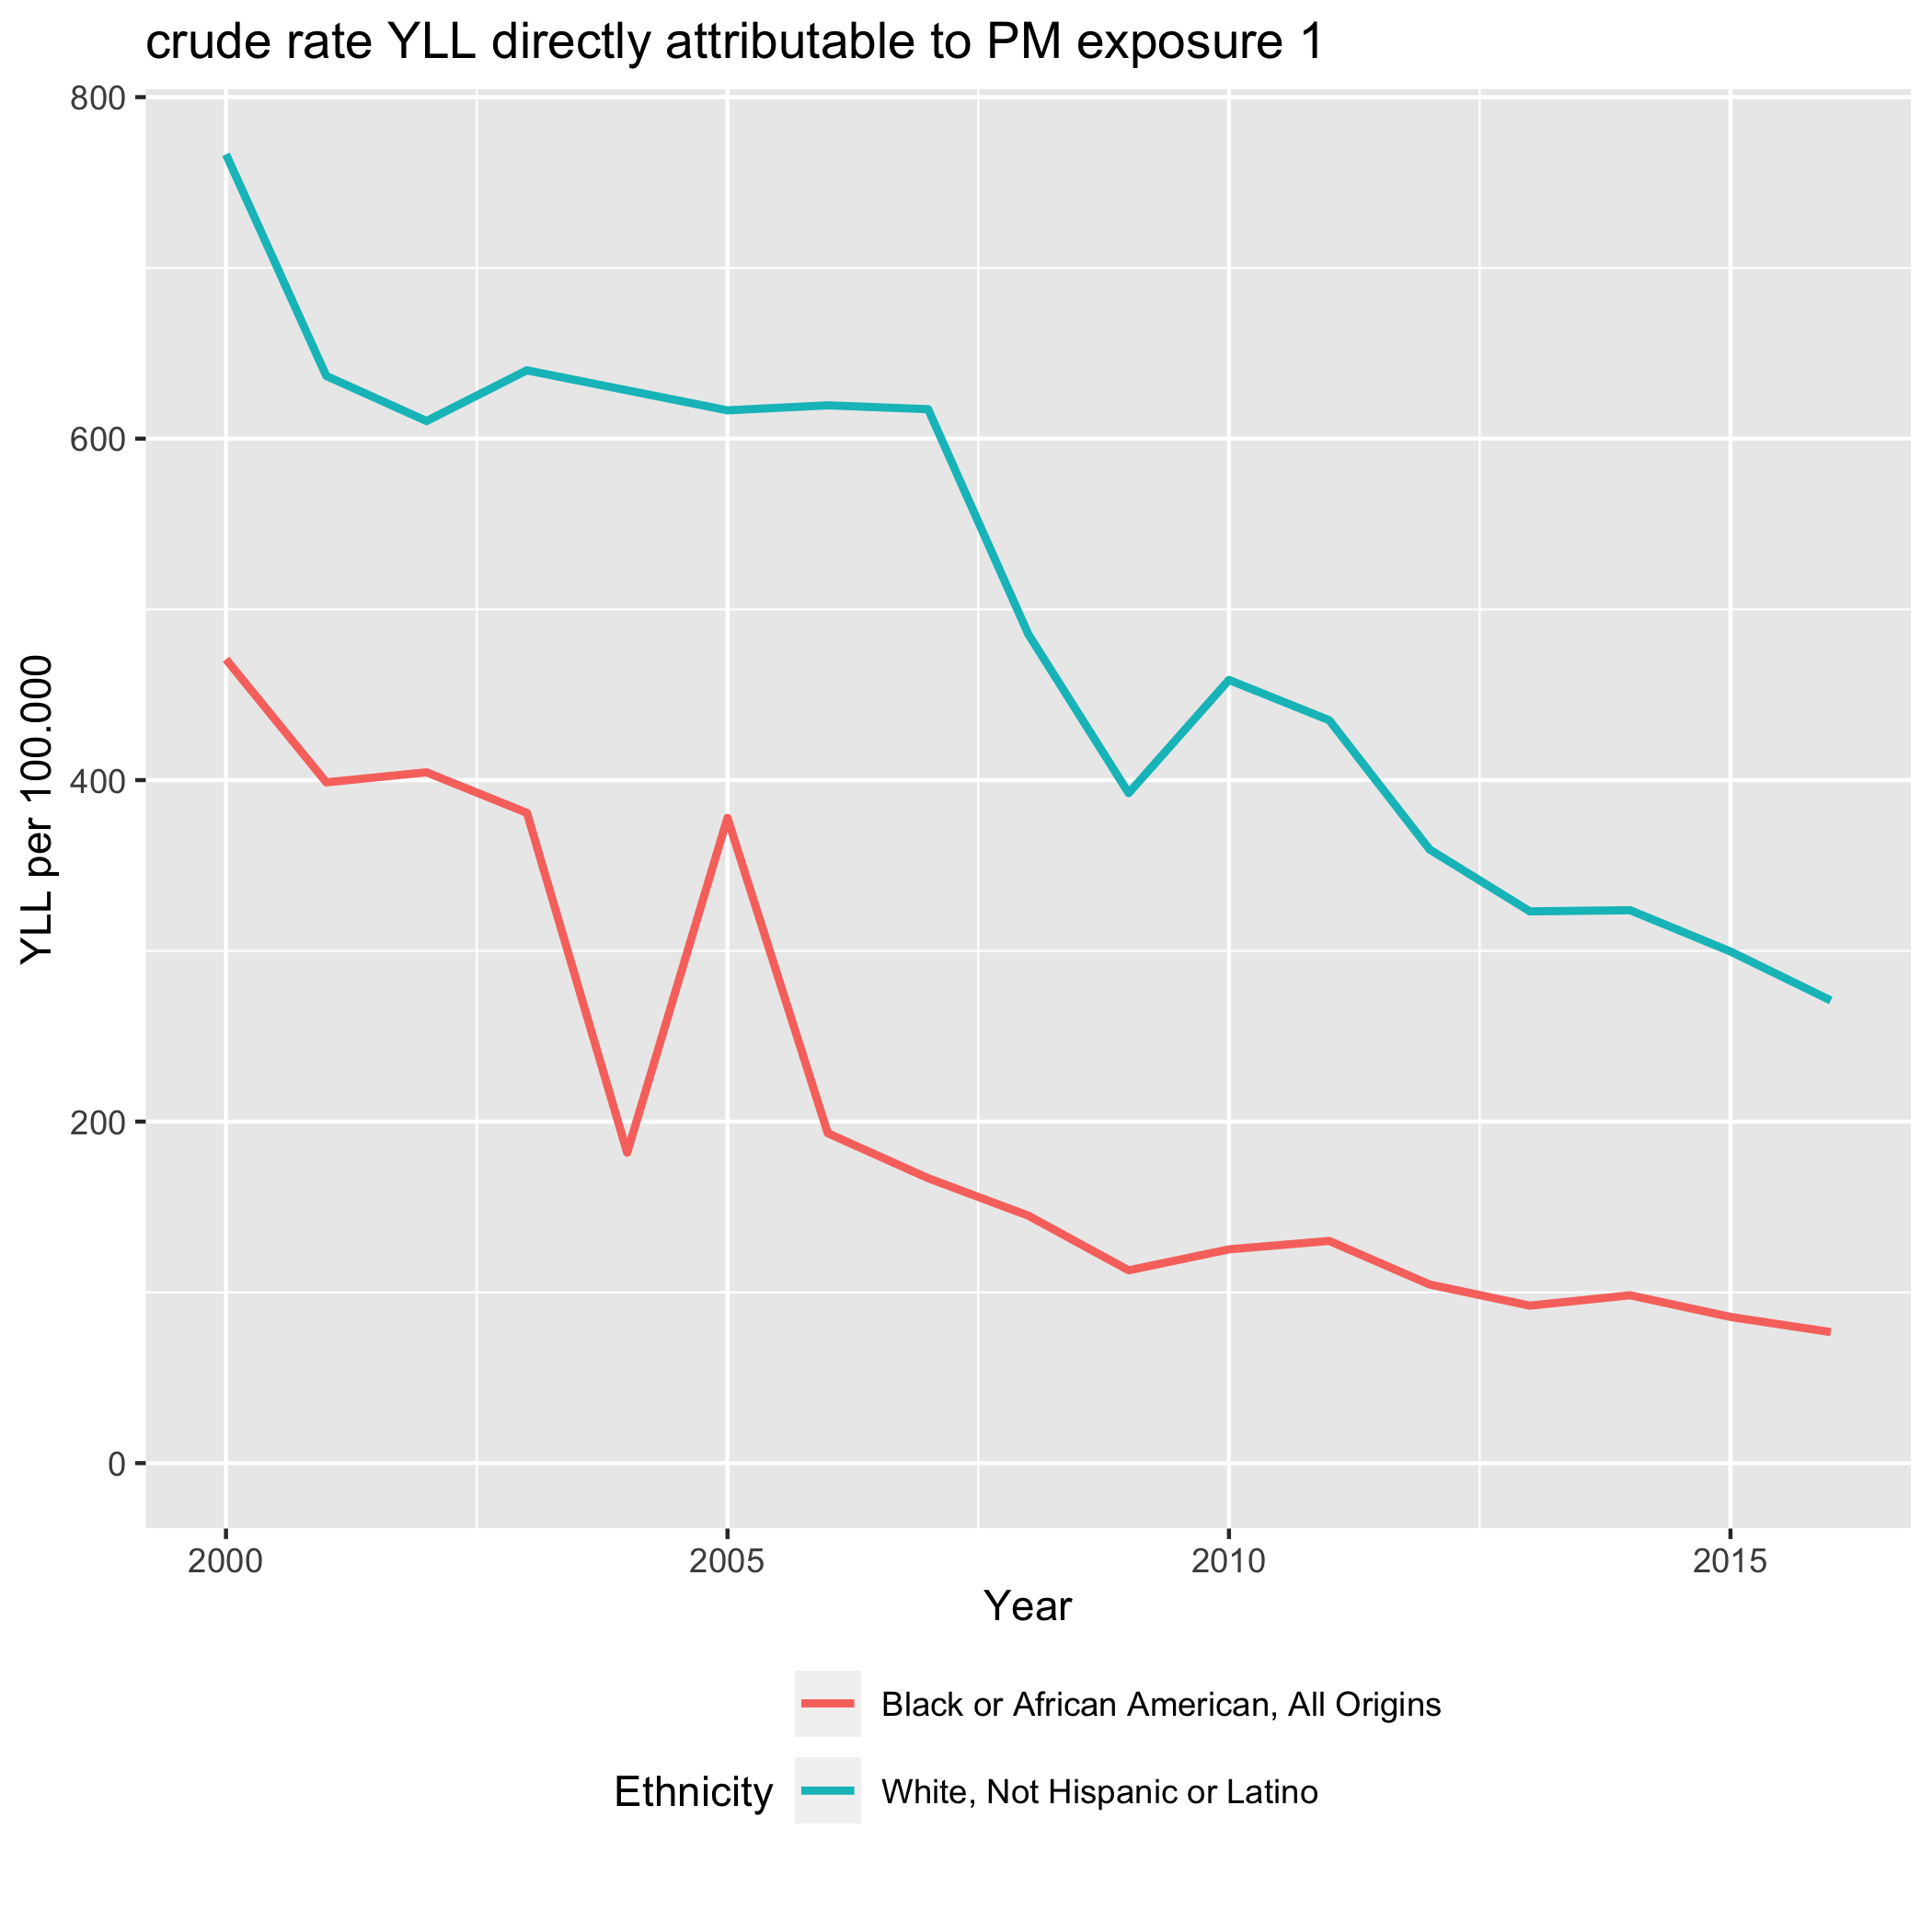 crude rate YLL directly attributable to PM exposure 1
YLL per 100.000
800
600
400
200
0
2000 2005 2010 2015
Year
Ethnicity
Black or African American, All Origins
White, Not Hispanic or Latino